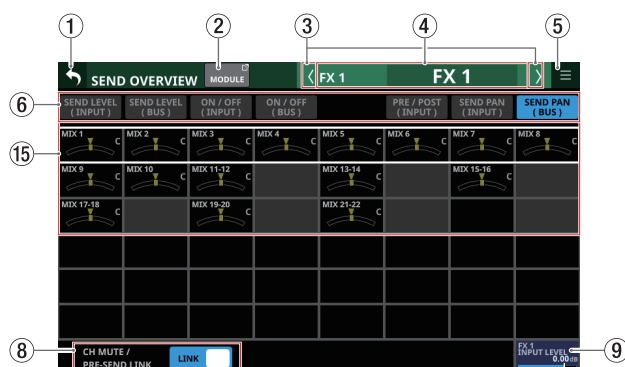 ① ② ③ ④ ⑤
SEND OVERVIEW MODULE FX 1 FX 1
⑥
SEND LEVEL SEND LEVEL ON / OFF ON / OFF PRE / POST SEND PAN SEND PAN
( INPUT ) ( BUS ) ( INPUT ) ( BUS ) ( INPUT ) ( INPUT ) ( BUS )
⑮
MIX 1 C MIX 2 C MIX 3 C MIX 4 C MIX 5 C MIX 6 C MIX 7 C MIX 8 C
MIX 9 C MIX 10 C MIX 11-12 C MIX 13-14 C MIX 15-16 C
MIX 17-18 C MIX 19-20 C MIX 21-22 C
⑧ ⑨
CH MUTE /
PRE-SEND LINK LINK
FX 1
INPUT LEVEL
0.00dB